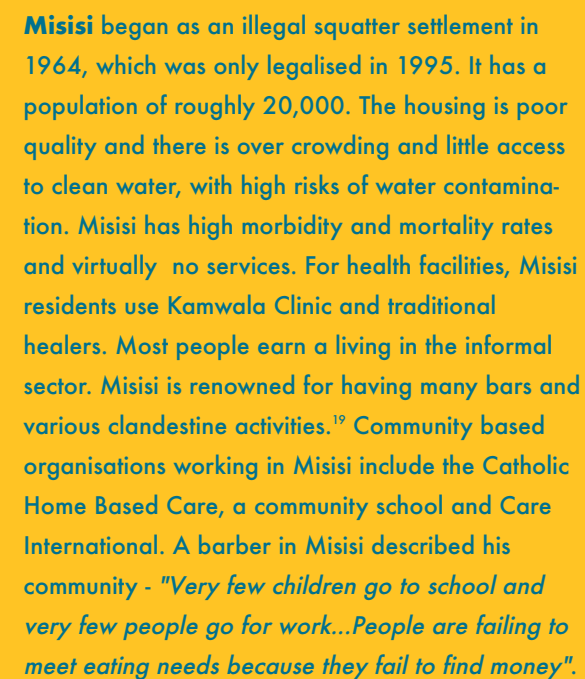 Misisi began as an illegal squatter settlement in
1964, which was only legalised in 1995. It has a
population of roughly 20,000. The housing is poor
quality and there is over crowding and little access
to clean water, with high risks of water contamina-
tion. Misisi has high morbidity and mortality rates
and virtually  no services. For health facilities, Misisi
residents use Kamwala Clinic and traditional
healers. Most people earn a living in the informal
sector. Misisi is renowned for having many bars and
various clandestine activities.19 Community based
organisations working in Misisi include the Catholic
Home Based Care, a community school and Care
International. A barber in Misisi described his
community - "Very few children go to school and
very few people go for work...People are failing to
meet eating needs because they fail to find money".